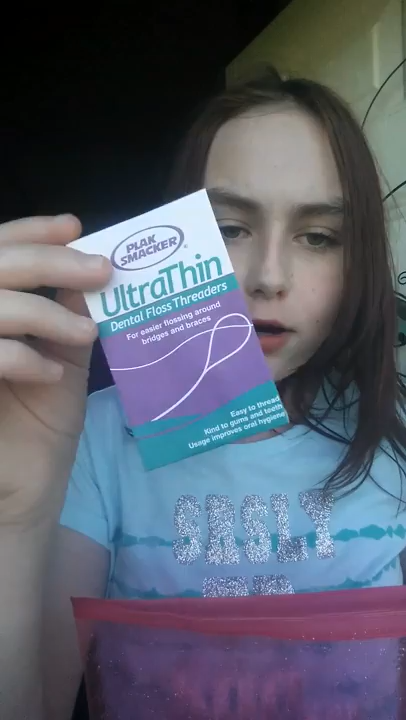 PLAK
SMACKER®
UltraThin
Dental Floss Threaders
For easier flossing around
bridges and braces
Easy to thread
Kind to gums and teeth
Usage improves oral hygiene
SRSLY